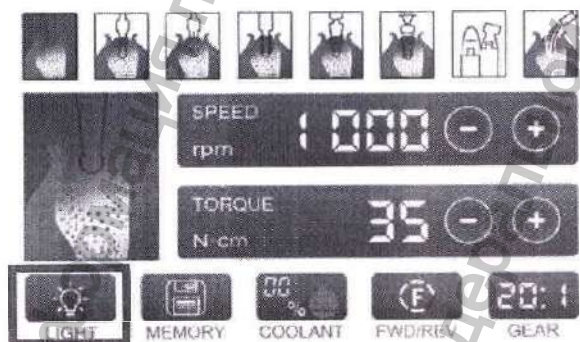 SPEED
rpm 1000 - +
TORQUE
N·cm 35 - +
00 %
F
20:1
LIGHT MEMORY COOLANT FWD/REV GEAR